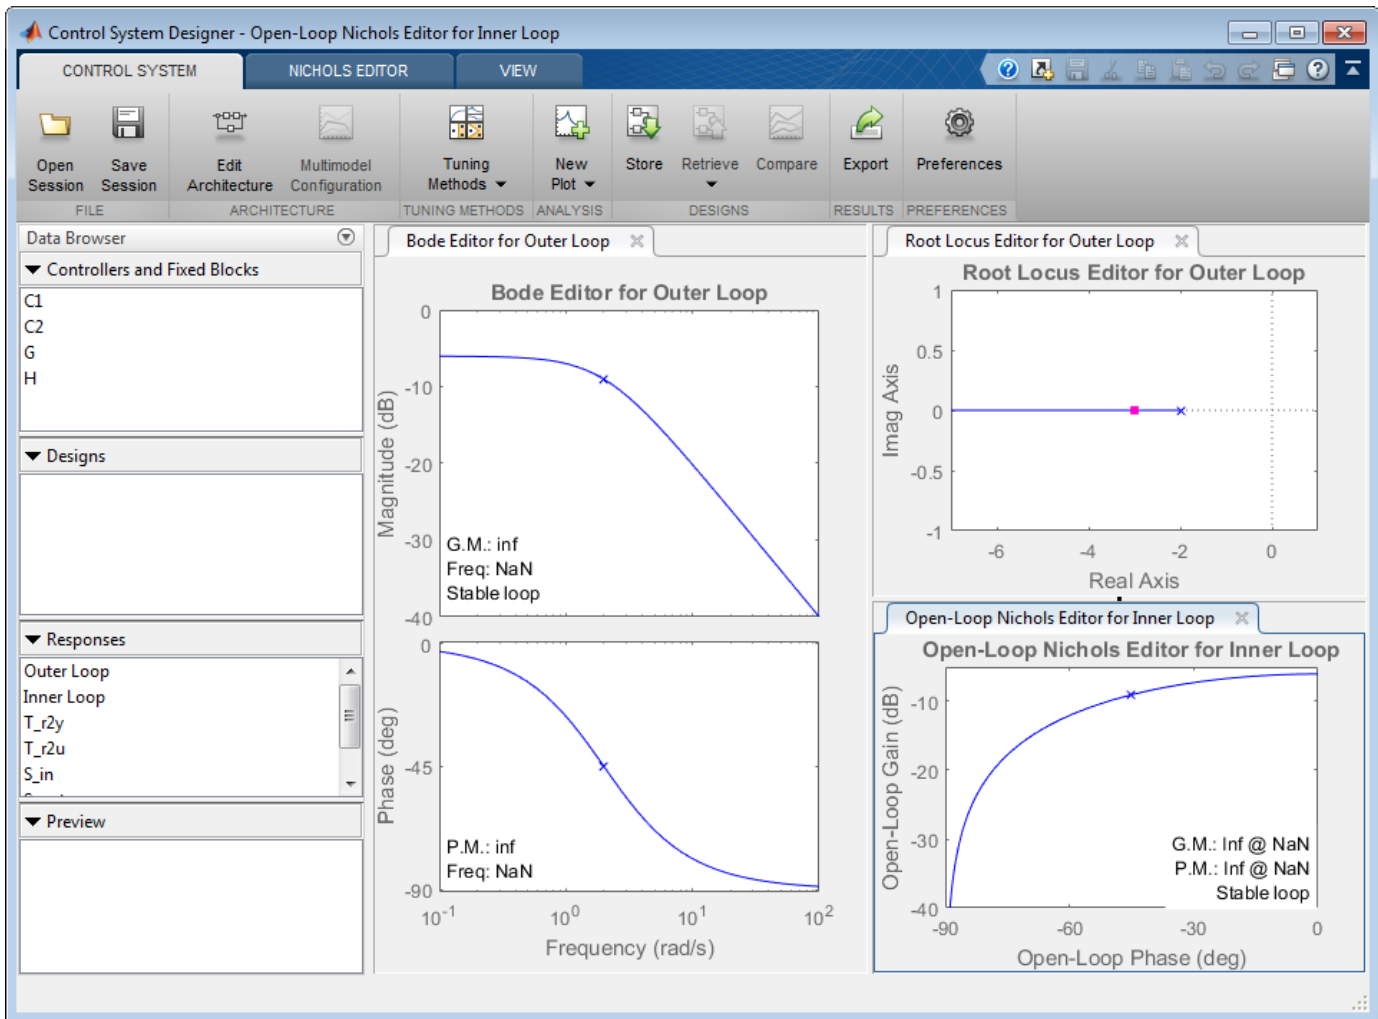 Control System Designer - Open-Loop Nichols Editor for Inner Loop
CONTROL SYSTEM NICHOLS EDITOR VIEW
Open Session
Save Session
FILE
Edit Architecture
Multimodel Configuration
ARCHITECTURE
Tuning Methods
TUNING METHODS
New Plot
ANALYSIS
Store
Retrieve
Compare
DESIGNS
Export
RESULTS
Preferences
PREFERENCES
Data Browser
Controllers and Fixed Blocks
C1
C2
G
H
Designs
Responses
Outer Loop
Inner Loop
T_r2y
T_r2u
S_in
Preview
Bode Editor for Outer Loop
Bode Editor for Outer Loop
Magnitude (dB)
0
-10
-20
-30
-40
G.M.: inf
Freq: NaN
Stable loop
Phase (deg)
0
-45
-90
P.M.: inf
Freq: NaN
10^-1 10^0 10^1 10^2
Frequency (rad/s)
Root Locus Editor for Outer Loop
Root Locus Editor for Outer Loop
Imag Axis
1
0.5
0
-0.5
-1
-6 -4 -2 0
Real Axis
Open-Loop Nichols Editor for Inner Loop
Open-Loop Nichols Editor for Inner Loop
Open-Loop Gain (dB)
-10
-20
-30
-40
G.M.: Inf @ NaN
P.M.: Inf @ NaN
Stable loop
-90 -60 -30 0
Open-Loop Phase (deg)